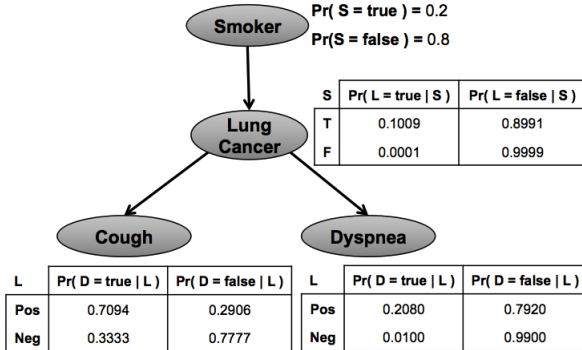 Smoker
Pr( S = true ) = 0.2
Pr(S = false ) = 0.8
S Pr( L = true | S ) Pr( L = false | S )
T 0.1009 0.8991
F 0.0001 0.9999
Lung
Cancer
Cough
Dyspnea
L Pr( D = true | L ) Pr( D = false | L )
Pos 0.7094 0.2906
Neg 0.3333 0.7777
L Pr( D = true | L ) Pr( D = false | L )
Pos 0.2080 0.7920
Neg 0.0100 0.9900